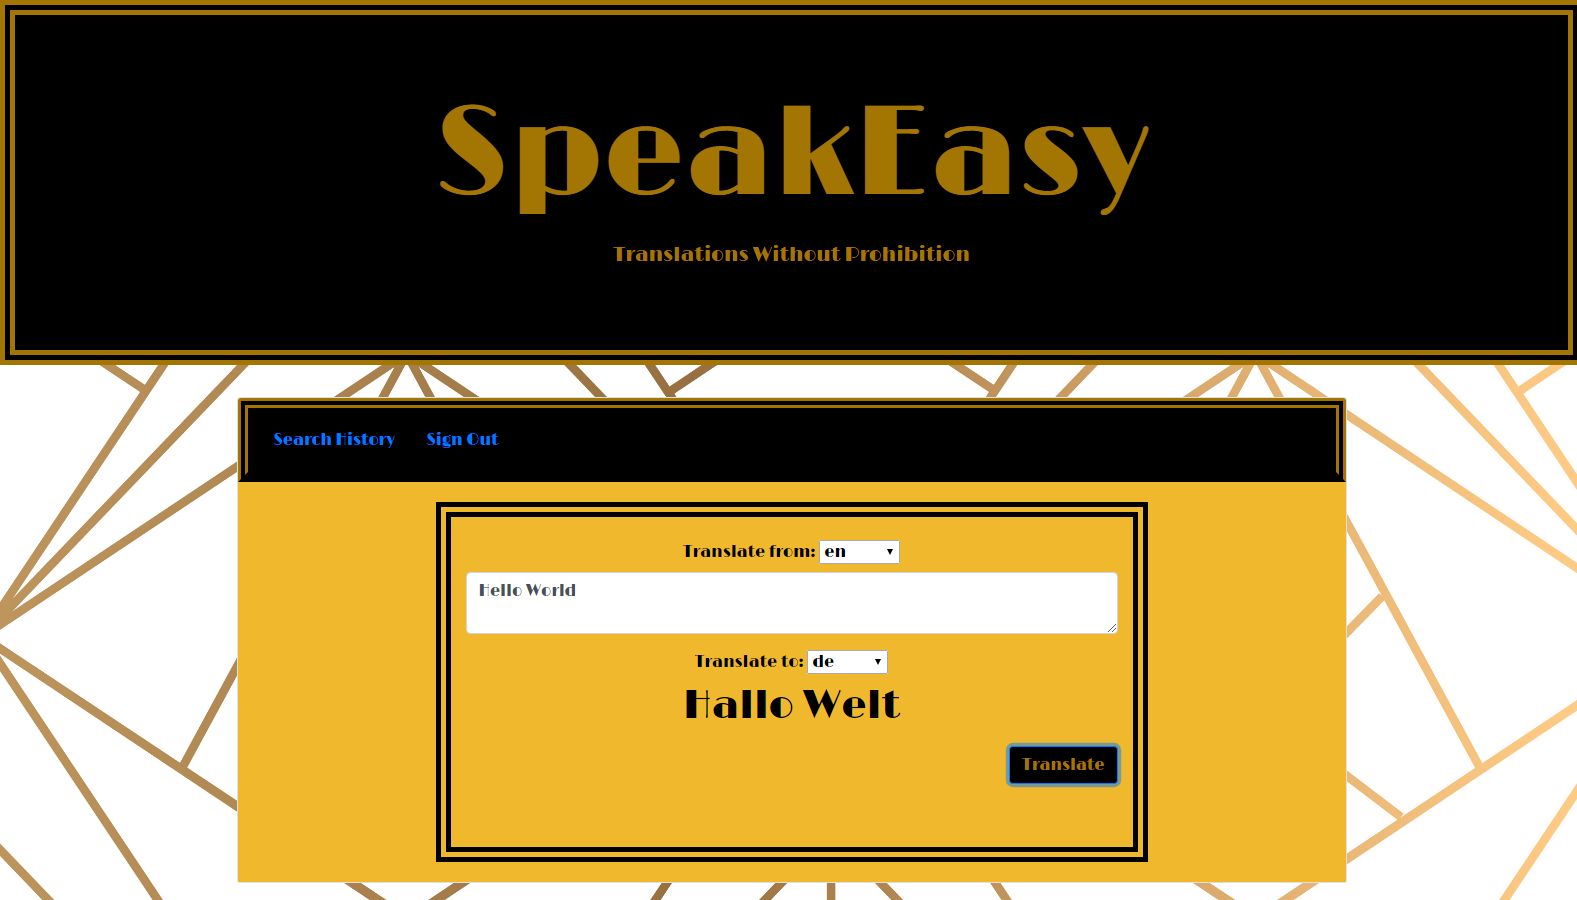 SpeakEasy
Translations Without Prohibition
Search History Sign Out
Translate from: en
Hello World
Translate to: de
Hallo Welt
Translate